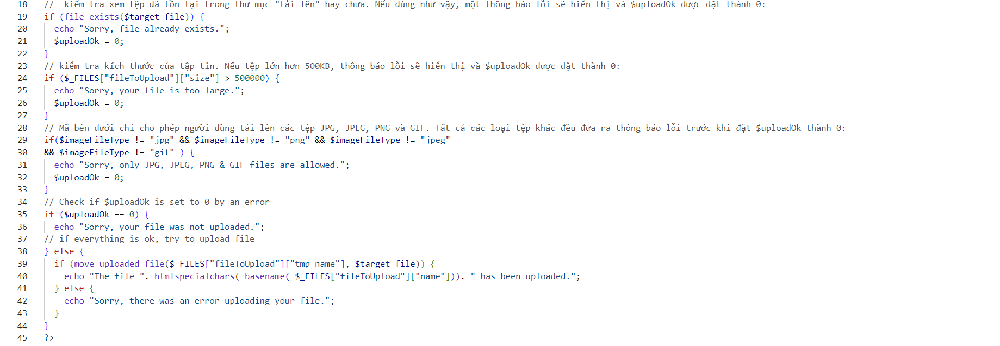 18 //  kiểm tra xem tệp đã tồn tại trong thư mục "tải lên" hay chưa. Nếu đúng như vậy, một thông báo lỗi sẽ hiển thị và $uploadOk được đặt thành 0:
19 if (file_exists($target_file)) {
20   echo "Sorry, file already exists.";
21   $uploadOk = 0;
22 }
23 // kiểm tra kích thước của tập tin. Nếu tệp lớn hơn 500KB, thông báo lỗi sẽ hiển thị và $uploadOk được đặt thành 0:
24 if ($_FILES["fileToUpload"]["size"] > 500000) {
25   echo "Sorry, your file is too large.";
26   $uploadOk = 0;
27 }
28 // Mã bên dưới chỉ cho phép người dùng tải lên các tệp JPG, JPEG, PNG và GIF. Tất cả các loại tệp khác đều đưa ra thông báo lỗi trước khi đặt $uploadOk thành 0:
29 if($imageFileType != "jpg" && $imageFileType != "png" && $imageFileType != "jpeg"
30 && $imageFileType != "gif" ) {
31   echo "Sorry, only JPG, JPEG, PNG & GIF files are allowed.";
32   $uploadOk = 0;
33 }
34 // Check if $uploadOk is set to 0 by an error
35 if ($uploadOk == 0) {
36   echo "Sorry, your file was not uploaded.";
37 // if everything is ok, try to upload file
38 } else {
39   if (move_uploaded_file($_FILES["fileToUpload"]["tmp_name"], $target_file)) {
40     echo "The file ". htmlspecialchars( basename( $_FILES["fileToUpload"]["name"])). " has been uploaded.";
41   } else {
42     echo "Sorry, there was an error uploading your file.";
43   }
44 }
45 ?>